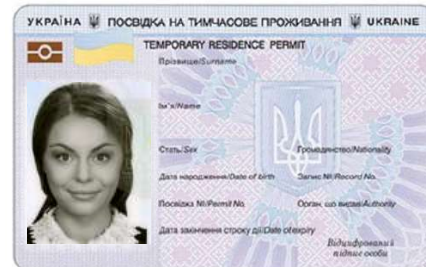 УКРАЇНА ПОСВІДКА НА ТИМЧАСОВЕ ПРОЖИВАННЯ UKRAINE
TEMPORARY RESIDENCE PERMIT
Прізвище/Surname
Ім'я/Name
Стать/Sex Громадянство/Nationality
Дата народження/Date of birth Запис №/Record No.
Посвідка №/Permit No. Орган, що видав/Authority
Дата закінчення строку дії/Date of expiry
Відцифрований
підпис особи